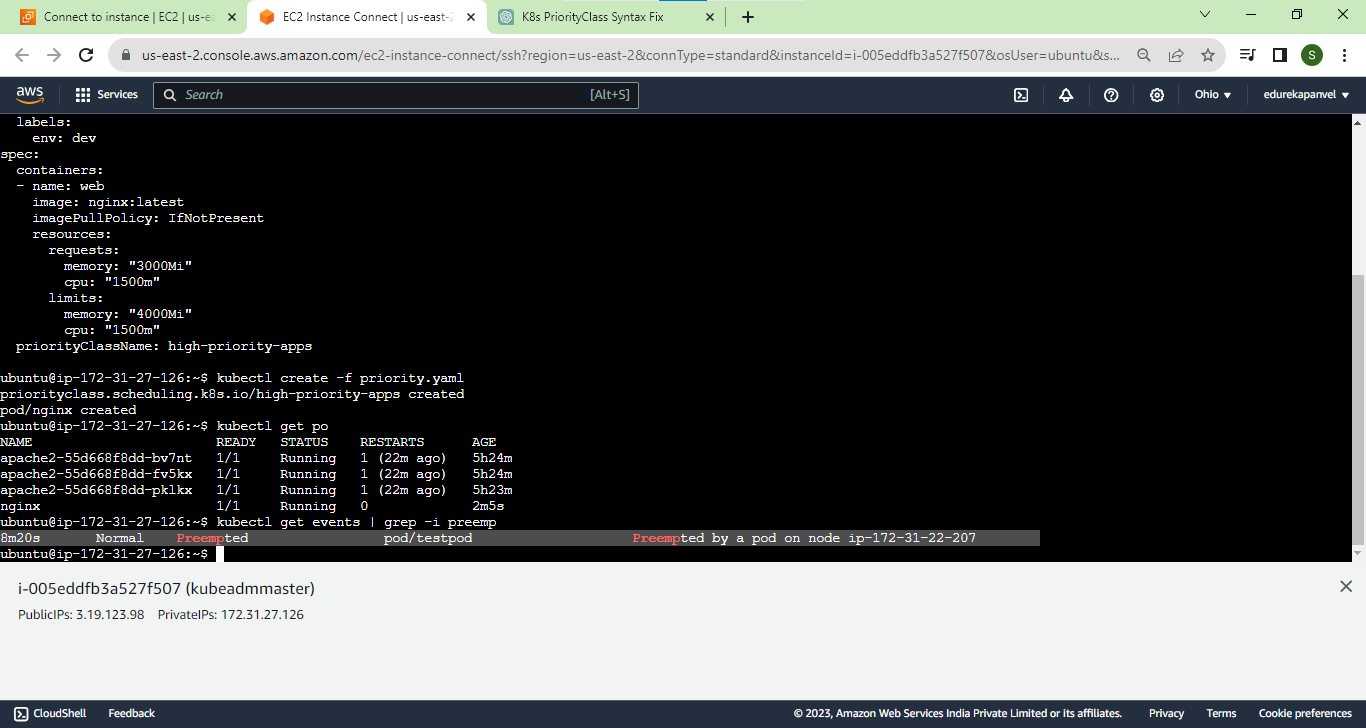 Connect to instance | EC2 | us-ea
EC2 Instance Connect | us-east-2
K8s PriorityClass Syntax Fix
us-east-2.console.aws.amazon.com/ec2-instance-connect/ssh?region=us-east-2&connType=standard&instanceId=i-005eddfb3a527f507&osUser=ubuntu&s...
S
aws
Services
Search
[Alt+S]
Ohio
edurekapanvel
labels:
env: dev
spec:
containers:
- name: web
image: nginx:latest
imagePullPolicy: IfNotPresent
resources:
requests:
memory: "3000Mi"
cpu: "1500m"
limits:
memory: "4000Mi"
cpu: "1500m"
priorityClassName: high-priority-apps
ubuntu@ip-172-31-27-126:~$ kubectl create -f priority.yaml
priorityclass.scheduling.k8s.io/high-priority-apps created
pod/nginx created
ubuntu@ip-172-31-27-126:~$ kubectl get po
NAME READY STATUS RESTARTS AGE
apache2-55d668f8dd-bv7nt 1/1 Running 1 (22m ago) 5h24m
apache2-55d668f8dd-fv5kx 1/1 Running 1 (22m ago) 5h24m
apache2-55d668f8dd-pklkx 1/1 Running 1 (22m ago) 5h23m
nginx 1/1 Running 0 2m5s
ubuntu@ip-172-31-27-126:~$ kubectl get events | grep -i preemp
8m20s Normal Preempted pod/testpod Preempted by a pod on node ip-172-31-22-207
ubuntu@ip-172-31-27-126:~$
i-005eddfb3a527f507 (kubeadmmaster)
PublicIPs: 3.19.123.98 PrivateIPs: 172.31.27.126
CloudShell Feedback © 2023, Amazon Web Services India Private Limited or its affiliates. Privacy Terms Cookie preferences